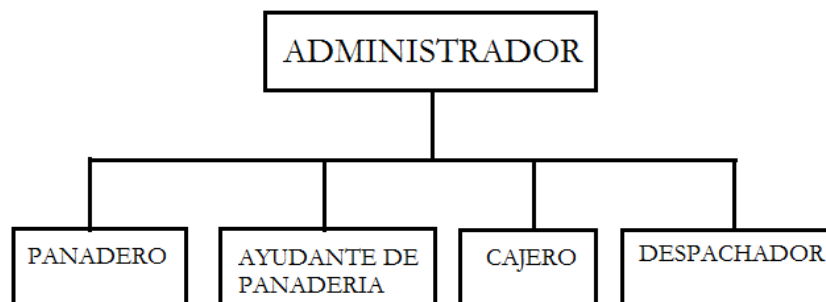 ADMINISTRADOR
PANADERO
AYUDANTE DE
PANADERIA
CAJERO
DESPACHADOR